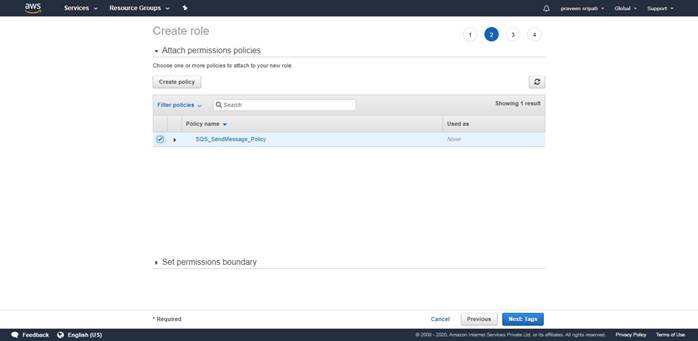 aws Services Resource Groups praveen sripati Global Support
Create role
1 2 3 4
Attach permissions policies
Choose one or more policies to attach to your new role.
Create policy
Filter policies Search Showing 1 result
Policy name Used as
SQS_SendMessage_Policy None
Set permissions boundary
* Required Cancel Previous Next: Tags
Feedback English (US) © 2008 - 2020, Amazon Internet Services Private Ltd. or its affiliates. All rights reserved. Privacy Policy Terms of Use